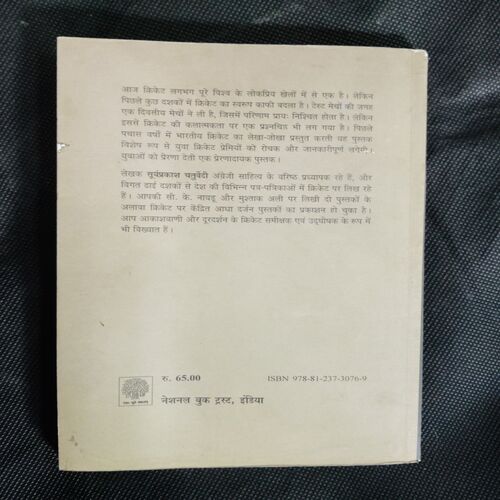 आज क्रिकेट लगभग पूरे विश्व के लोकप्रिय खेलों में से एक है। लेकिन
पिछले कुछ दशकों में क्रिकेट का स्वरूप काफी बदला है। टेस्ट मेचों की जगह
एक दिवसीय मेचों ने ली है, जिसमें परिणाम प्रायः निश्चित होता है। लेकिन
इससे क्रिकेट की कलात्मकता पर एक प्रश्नचिह्न भी लग गया है। पिछले
पचास वर्षों में भारतीय क्रिकेट का लेखा-जोखा प्रस्तुत करती यह पुस्तक
विशेष रूप से युवा क्रिकेट प्रेमियों को रोचक और जानकारीपूर्ण लगेगी।
युवाओं को प्रेरणा देती एक प्रेरणादायक पुस्तक।
लेखक सूर्यप्रकाश चतुर्वेदी अंग्रेजी साहित्य के वरिष्ठ प्राध्यापक रहे हैं, और
विगत ढाई दशकों से देश की विभिन्न पत्र-पत्रिकाओं में क्रिकेट पर लिख रहे
हैं। आपकी सी. के. नायडू और मुश्ताक अली पर लिखी दो पुस्तकों के
अलावा क्रिकेट पर केंद्रित आधा दर्जन पुस्तकों का प्रकाशन हो चुका है।
आप आकाशवाणी और दूरदर्शन के क्रिकेट समीक्षक एवं उद्घोषक के रूप में
भी विख्यात हैं।
रु. 65.00
ISBN 978-81-237-3076-9
नेशनल बुक ट्रस्ट, इंडिया